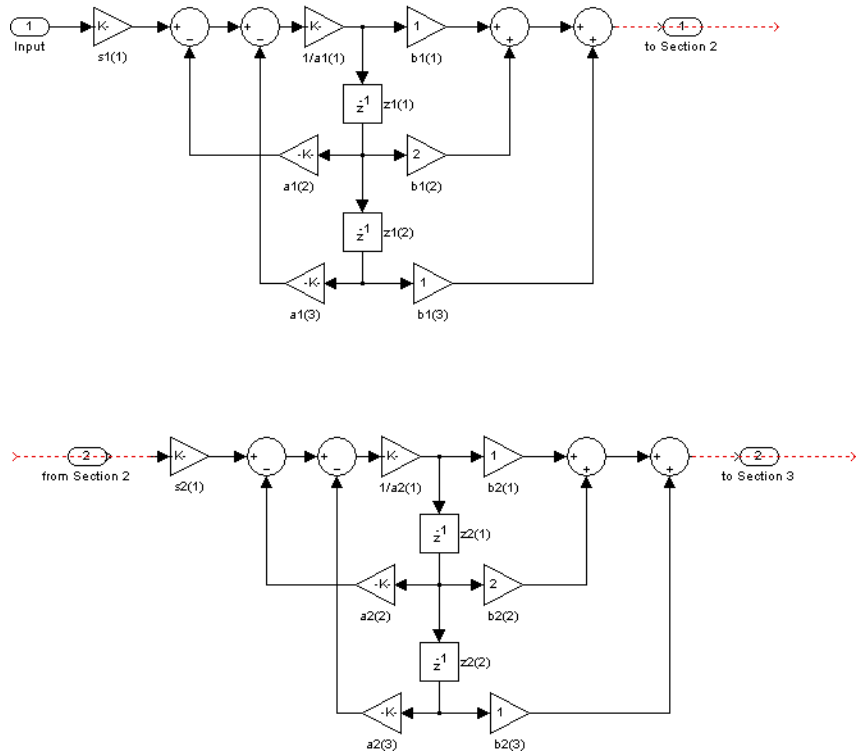 1
Input
K-
s1(1)
+
−
+
−
K-
1/a1(1)
1
b1(1)
+
+
+
+
1
to Section 2
z-1
z1(1)
-K-
a1(2)
2
b1(2)
z-1
z1(2)
-K-
a1(3)
1
b1(3)
2
from Section 2
K-
s2(1)
+
−
+
−
K-
1/a2(1)
1
b2(1)
+
+
+
+
2
to Section 3
z-1
z2(1)
-K-
a2(2)
2
b2(2)
z-1
z2(2)
-K-
a2(3)
1
b2(3)